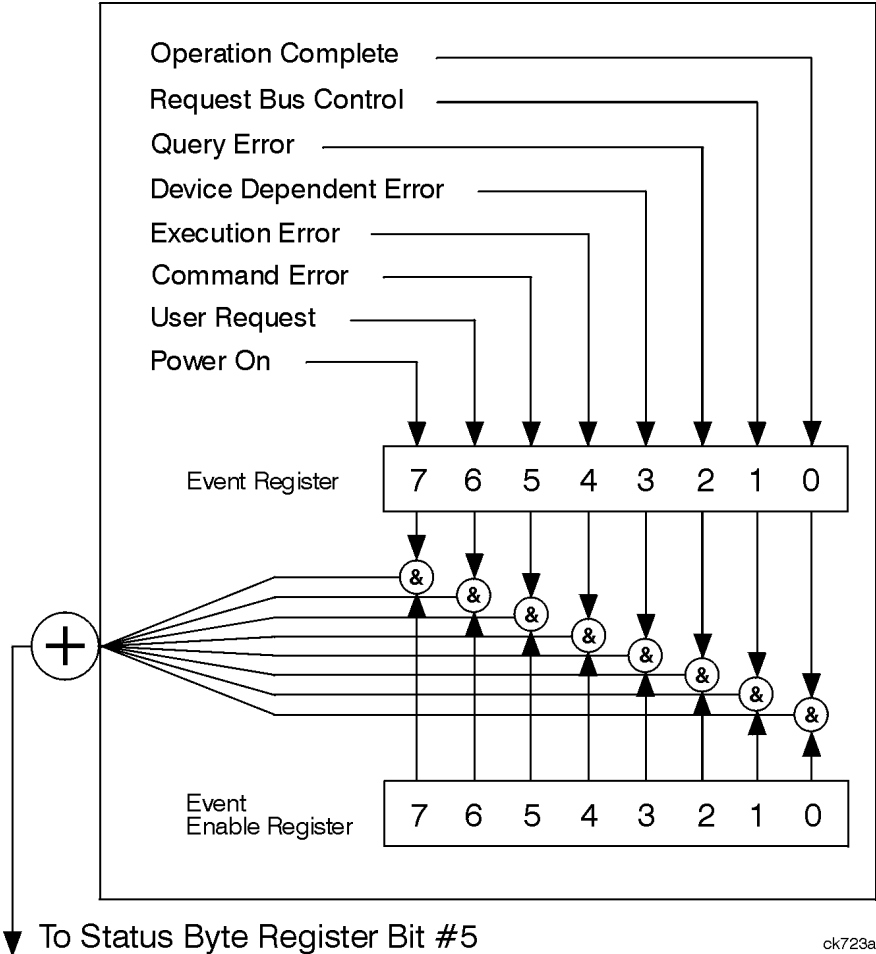 Operation Complete
Request Bus Control
Query Error
Device Dependent Error
Execution Error
Command Error
User Request
Power On
Event Register
7 6 5 4 3 2 1 0
&
&
&
&
&
&
&
&
+
Event
Enable Register
7 6 5 4 3 2 1 0
To Status Byte Register Bit #5
ck723a